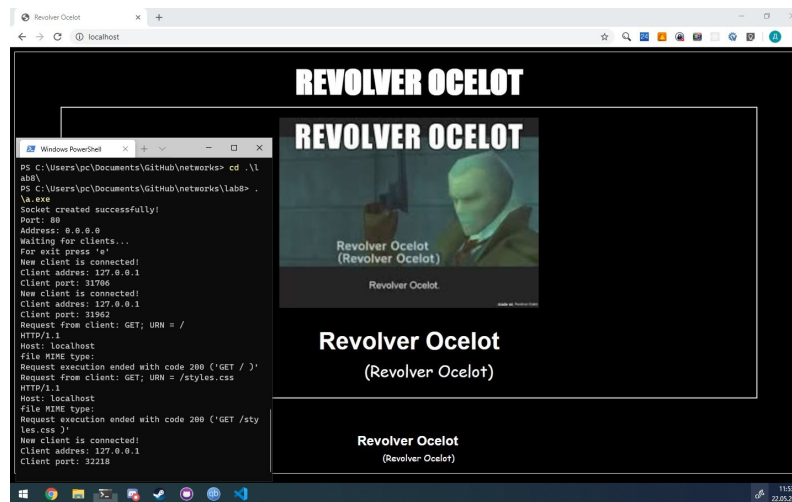 Revolver Ocelot
localhost
24
Д
REVOLVER OCELOT
REVOLVER OCELOT
Revolver Ocelot
(Revolver Ocelot)
Revolver Ocelot.
Revolver Ocelot
(Revolver Ocelot)
Revolver Ocelot
(Revolver Ocelot)
Windows PowerShell
PS C:\Users\pc\Documents\GitHub\networks> cd .\l
ab8\
PS C:\Users\pc\Documents\GitHub\networks\lab8> .
\a.exe
Socket created successfully!
Port: 80
Address: 0.0.0.0
Waiting for clients...
For exit press 'e'
New client is connected!
Client addres: 127.0.0.1
Client port: 31706
New client is connected!
Client addres: 127.0.0.1
Client port: 31962
Request from client: GET; URN = /
HTTP/1.1
Host: localhost
file MIME type:
Request execution ended with code 200 ('GET / )'
Request from client: GET; URN = /styles.css
HTTP/1.1
Host: localhost
file MIME type:
Request execution ended with code 200 ('GET /sty
les.css )'
New client is connected!
Client addres: 127.0.0.1
Client port: 32218